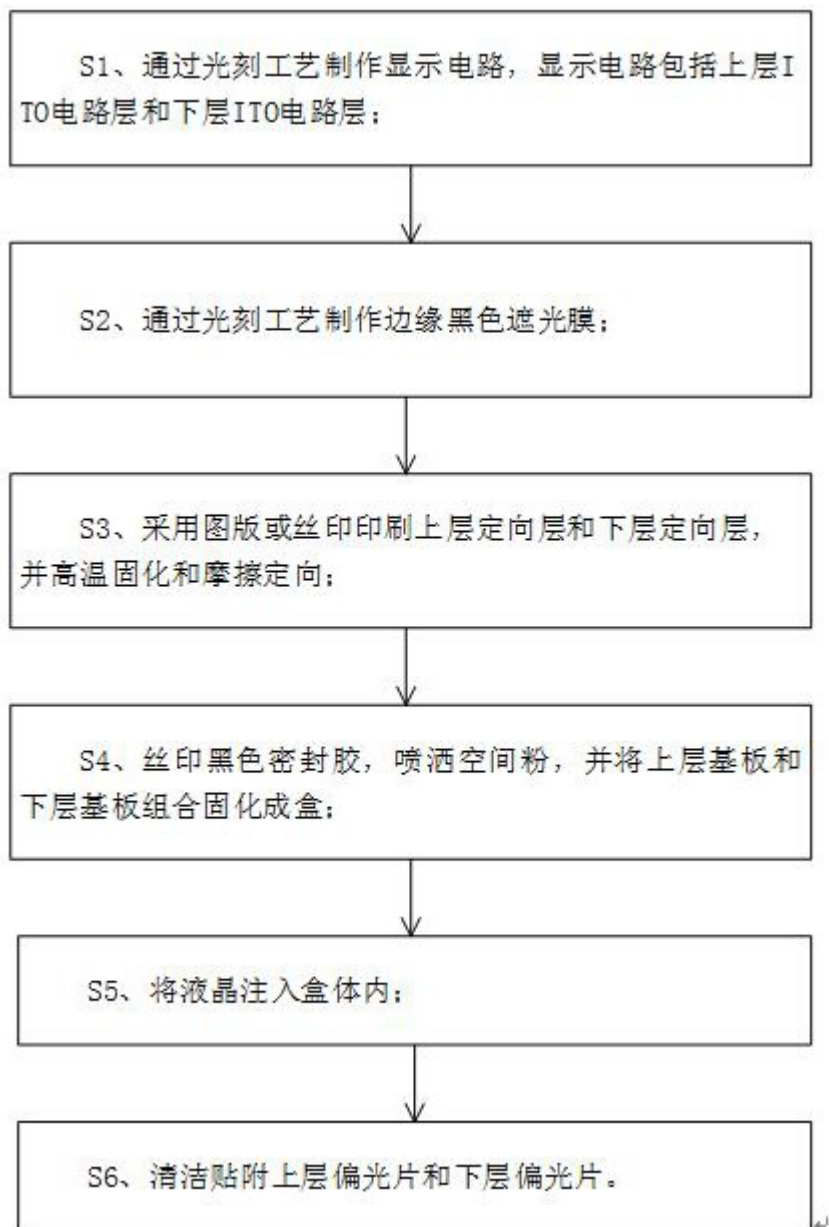 S1、通过光刻工艺制作显示电路，显示电路包括上层I
TO电路层和下层ITO电路层；
S2、通过光刻工艺制作边缘黑色遮光膜；
S3、采用图版或丝印印刷上层定向层和下层定向层，
并高温固化和摩擦定向；
S4、丝印黑色密封胶，喷洒空间粉，并将上层基板和
下层基板组合固化成盒；
S5、将液晶注入盒体内；
S6、清洁贴附上层偏光片和下层偏光片。